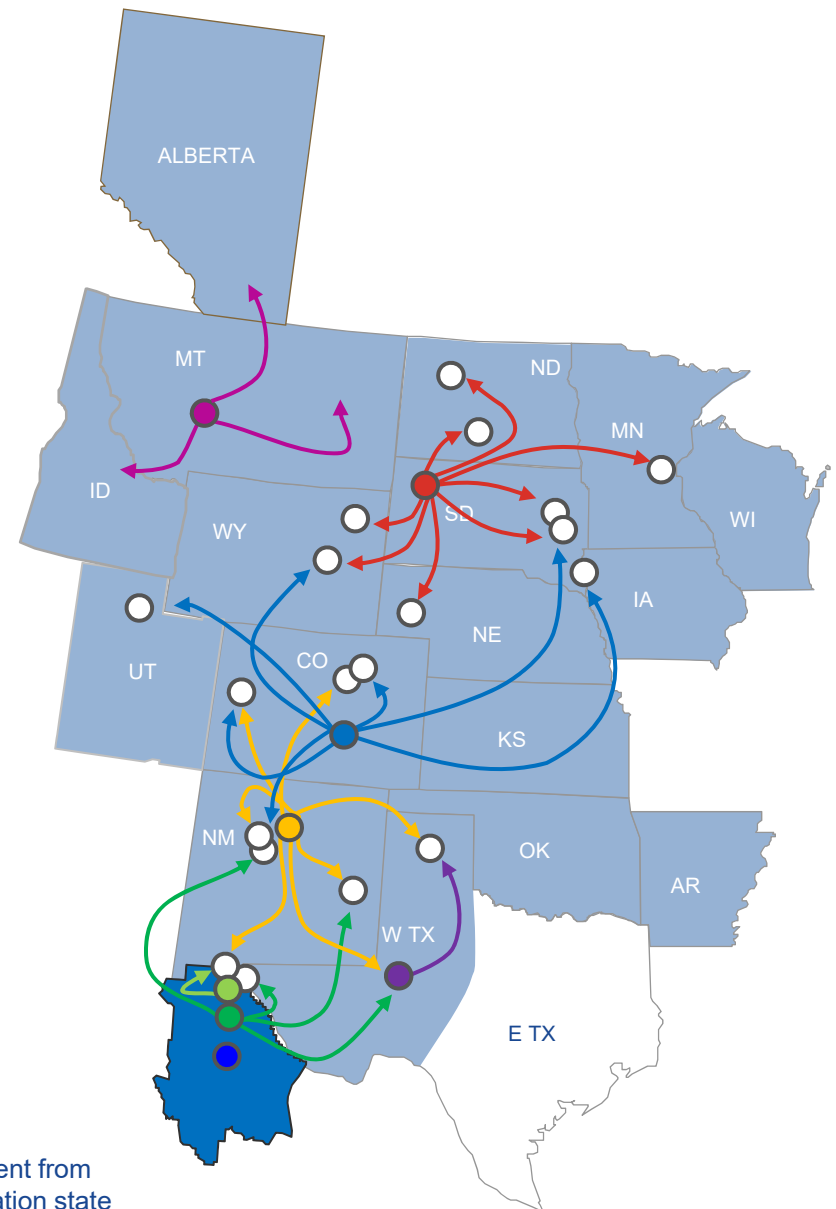 ALBERTA
MT
ND
MN
ID
WY
SD
WI
IA
NE
UT
CO
KS
NM
OK
AR
W TX
E TX
ent from
ation state